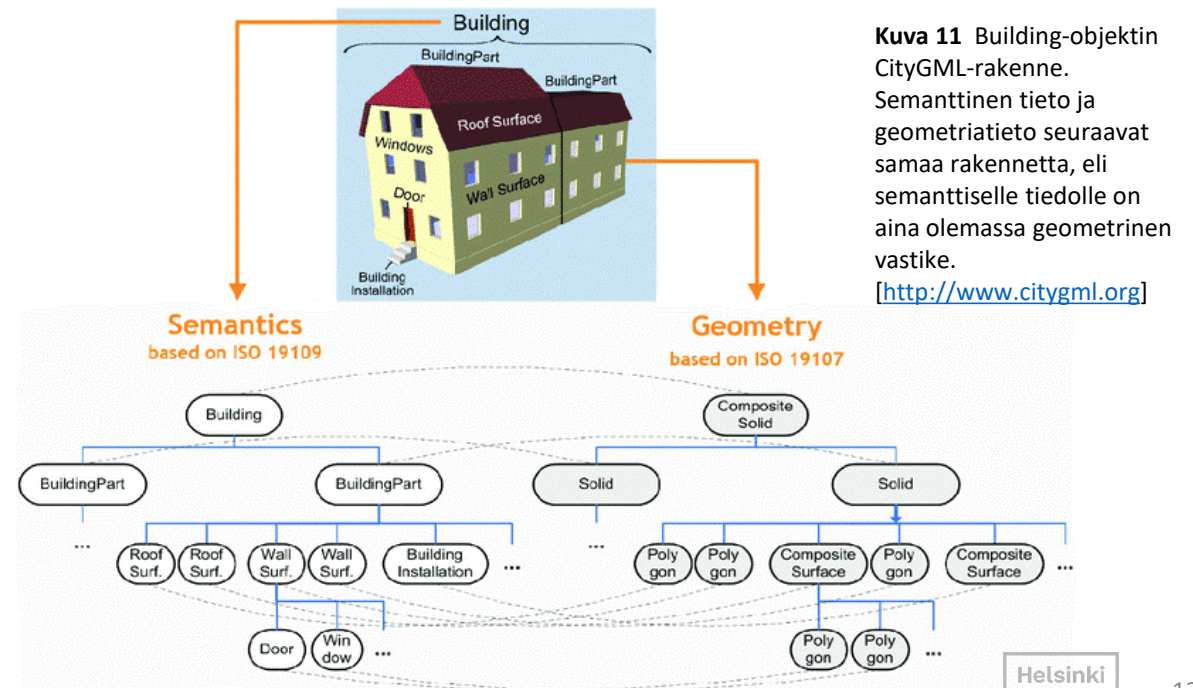 Building
BuildingPart
BuildingPart
Roof Surface
Windows
Wall Surface
Door
Building
Installation
Kuva 11 Building-objektin
CityGML-rakenne.
Semanttinen tieto ja
geometriatieto seuraavat
samaa rakennetta, eli
semanttiselle tiedolle on
aina olemassa geometrinen
vastike.
[http://www.citygml.org]
Semantics
based on ISO 19109
Geometry
based on ISO 19107
Building
Composite
Solid
BuildingPart
BuildingPart
Solid
Solid
...
Roof
Surf.
Roof
Surf.
Wall
Surf.
Wall
Surf.
Building
Installation
...
...
Poly
gon
Poly
gon
Composite
Surface
Poly
gon
Composite
Surface
...
Door
Win
dow
...
Poly
gon
Poly
gon
...
Helsinki